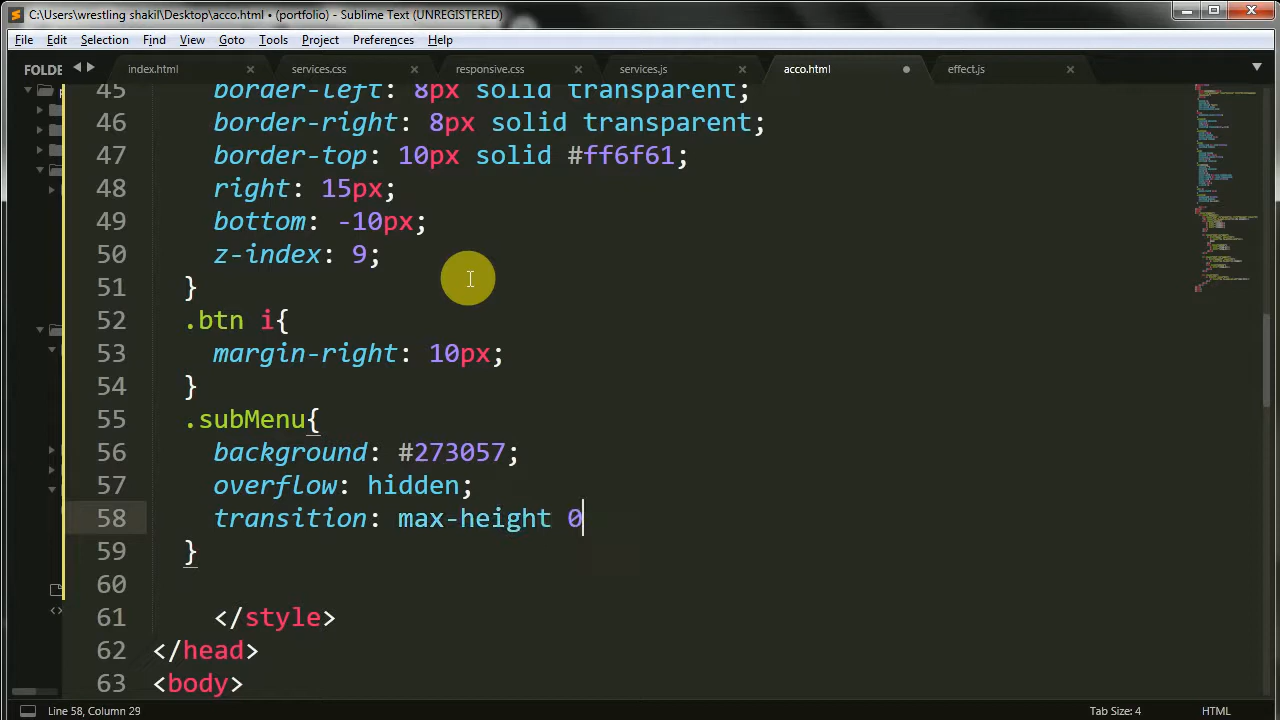 C:\Users\wrestling shakil\Desktop\acco.html • (portfolio) - Sublime Text (UNREGISTERED)
File Edit Selection Find View Goto Tools Project Preferences Help
FOLDE
index.html services.css responsive.css services.js acco.html effect.js
45 border-left: 8px solid transparent;
46 border-right: 8px solid transparent;
47 border-top: 10px solid #ff6f61;
48 right: 15px;
49 bottom: -10px;
50 z-index: 9;
51 }
52 .btn i{
53 margin-right: 10px;
54 }
55 .subMenu{
56 background: #273057;
57 overflow: hidden;
58 transition: max-height 0
59 }
60
61 </style>
62 </head>
63 <body>
Line 58, Column 29 Tab Size: 4 HTML